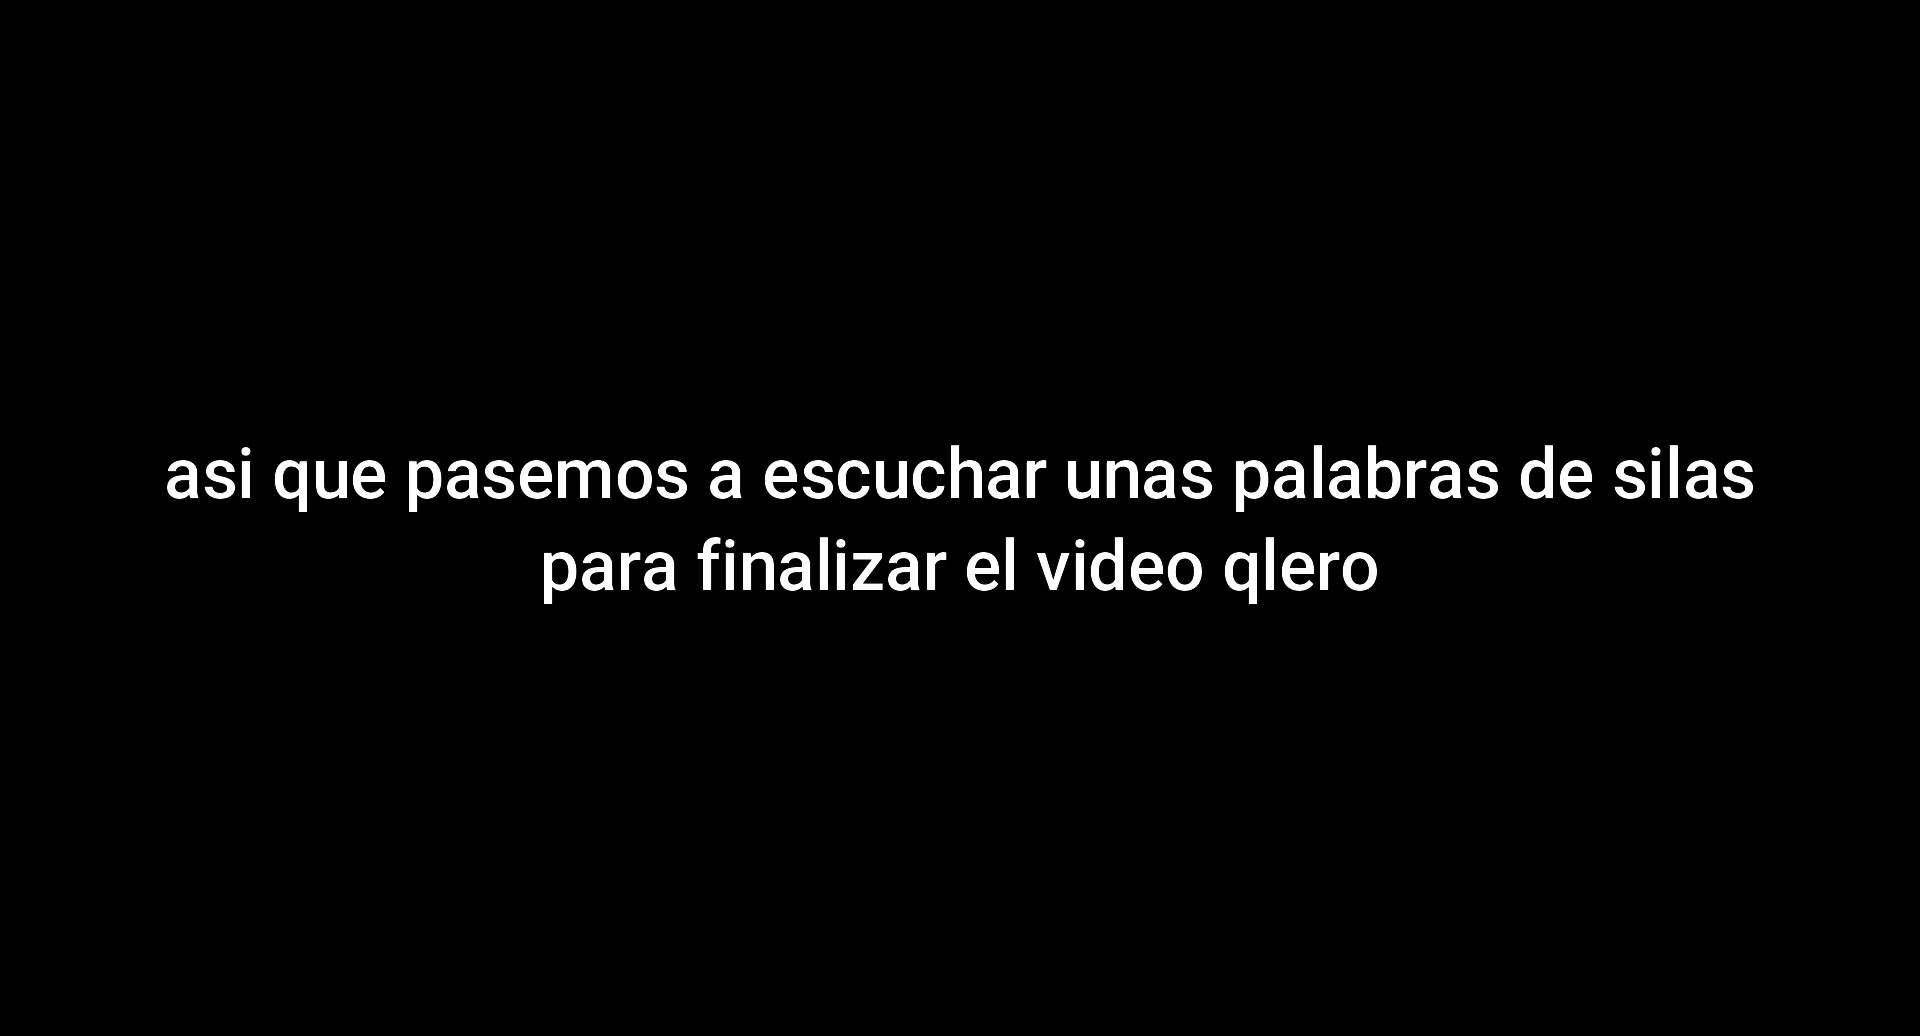 asi que pasemos a escuchar unas palabras de silas
para finalizar el video qlero